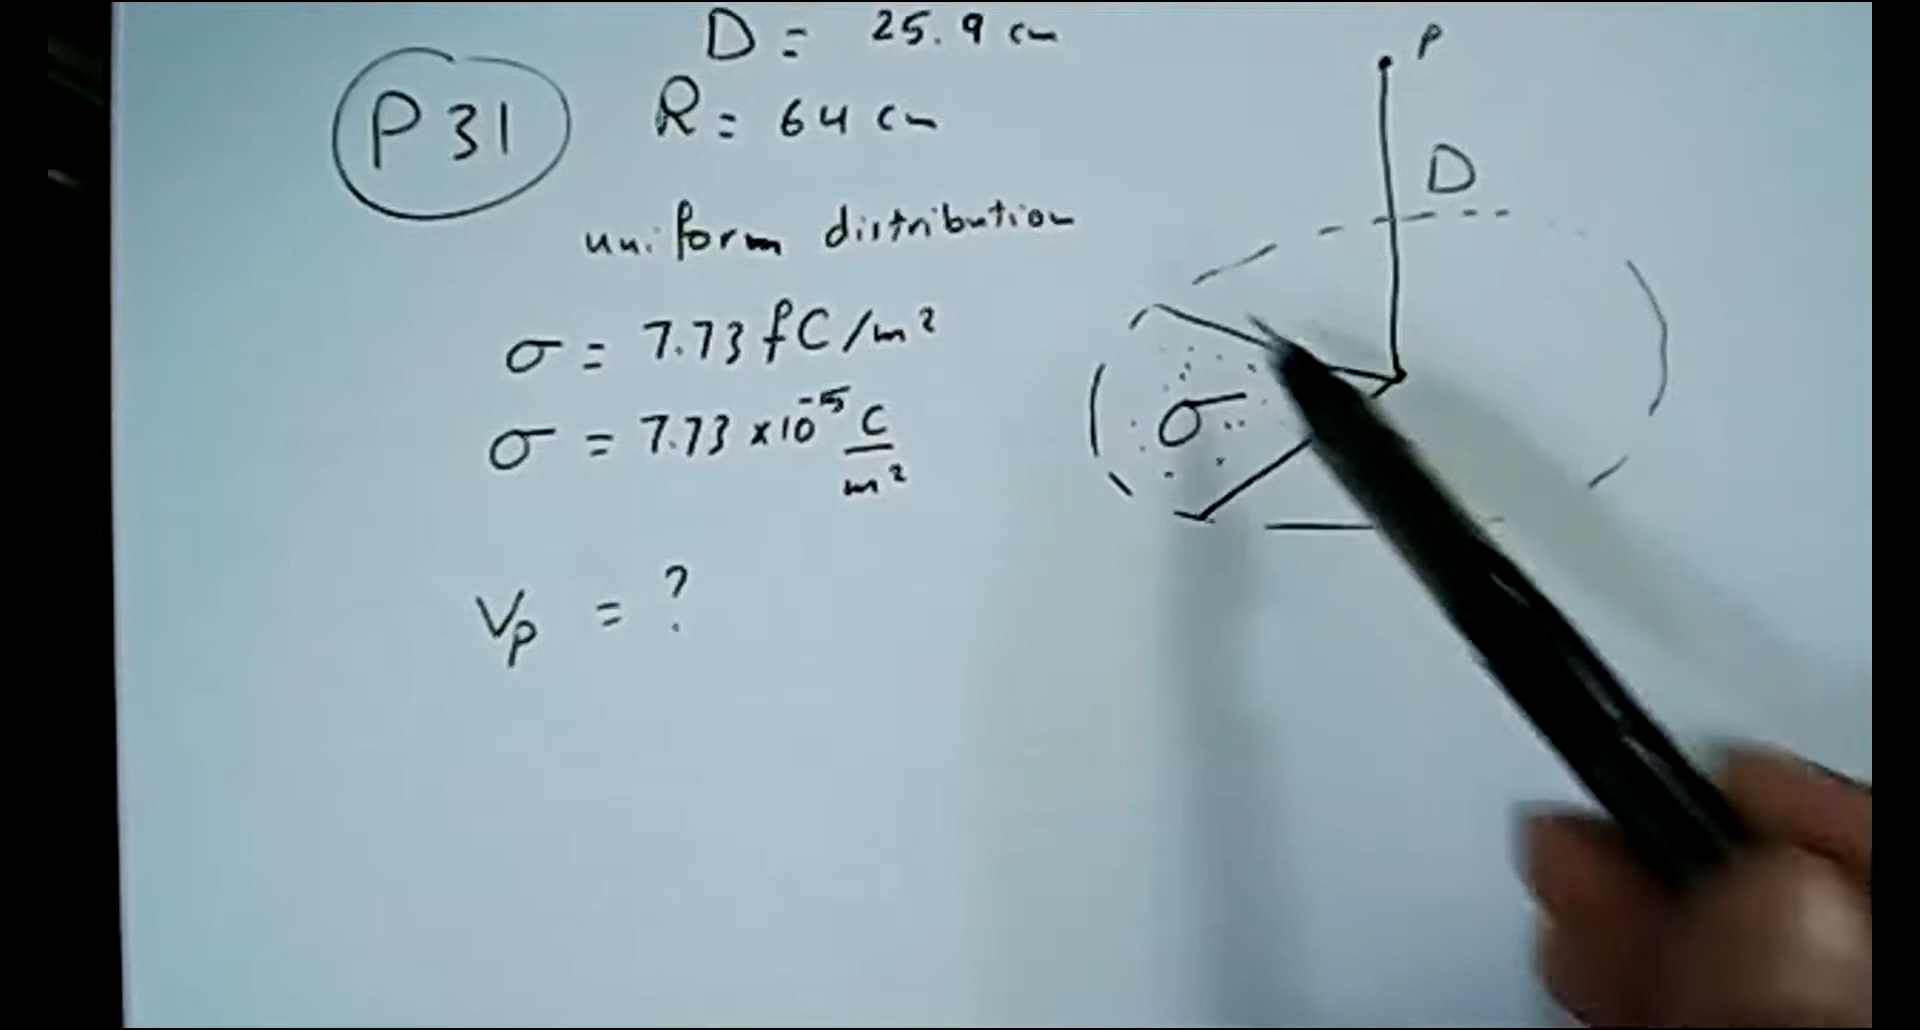 D = 25.9 cm
P31
R = 64 cm
uniform distribution
σ = 7.73 fC/m²
σ = 7.73 × 10⁻⁵ C/m²
Vp = ?
P
D
σ